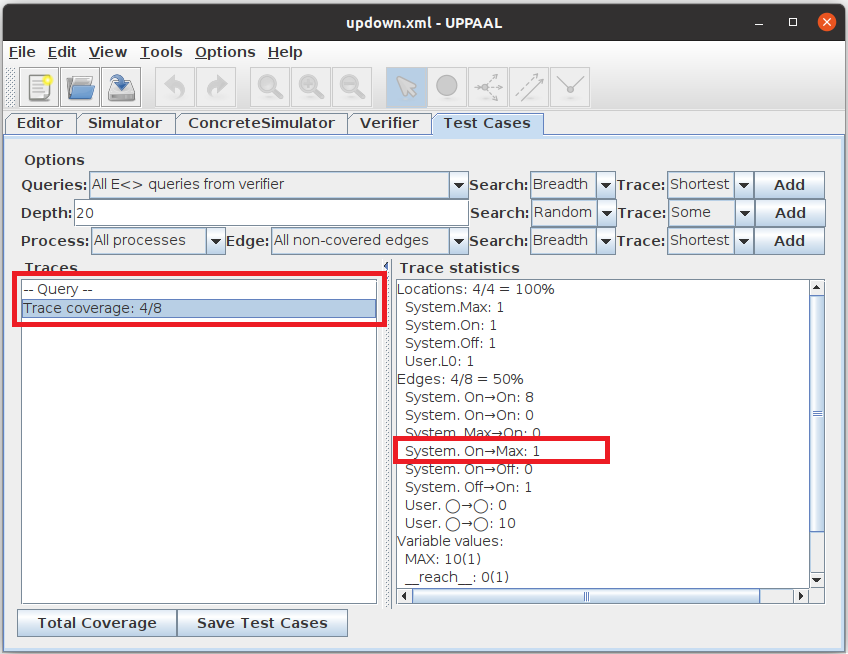 updown.xml - UPPAAL
File Edit View Tools Options Help
Editor Simulator ConcreteSimulator Verifier Test Cases
Options
Queries: All E<> queries from verifier Search: Breadth Trace: Shortest Add
Depth: 20 Search: Random Trace: Some Add
Process: All processes Edge: All non-covered edges Search: Breadth Trace: Shortest Add
Traces
-- Query --
Trace coverage: 4/8
Trace statistics
Locations: 4/4 = 100%
System.Max: 1
System.On: 1
System.Off: 1
User.L0: 1
Edges: 4/8 = 50%
System. On→On: 8
System. On→On: 0
System. Max→On: 0
System. On→Max: 1
System. On→Off: 0
System. Off→On: 1
User. ◯→◯: 0
User. ◯→◯: 10
Variable values:
MAX: 10(1)
__reach__: 0(1)
Total Coverage Save Test Cases